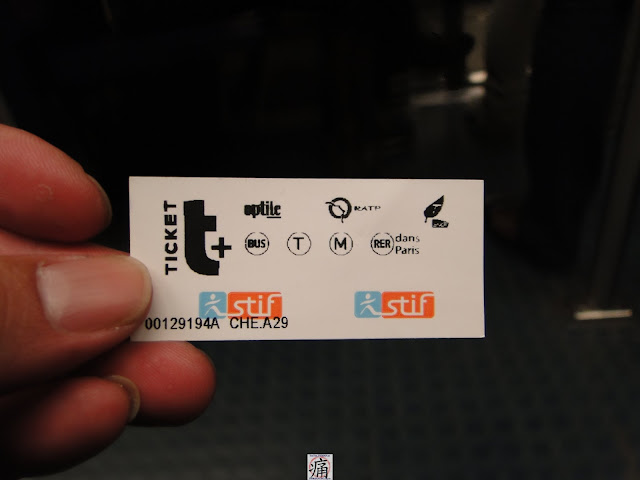 TICKET t+
optile RATP
BUS T M RER dans Paris
stif stif
00129194A CHE.A29
痛